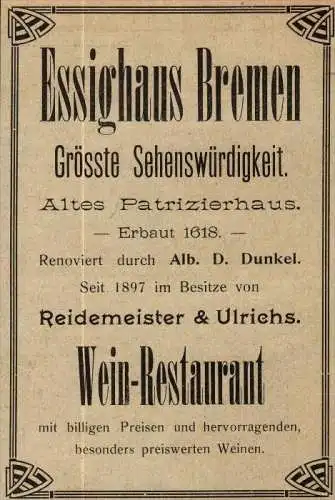 Essighaus Bremen
Grösste Sehenswürdigkeit.
Altes Patrizierhaus.
— Erbaut 1618. —
Renoviert durch Alb. D. Dunkel.
Seit 1897 im Besitze von
Reidemeister & Ulrichs.
Wein-Restaurant
mit billigen Preisen und hervorragenden,
besonders preiswerten Weinen.